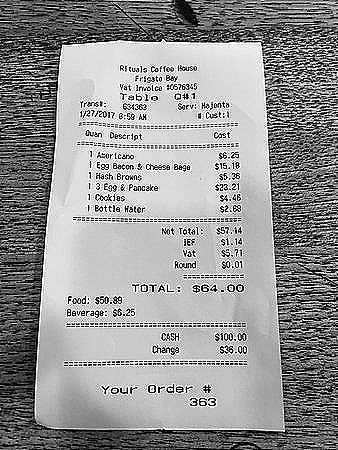 Rituals Coffee House
Frigate Bay
Vat Invoice #0576345
Table Q#1
Trans#: 634363 Serv: Majenta
1/27/2017 8:59 AM # Cust:1
Quan Descript Cost
1 Americano $6.25
1 Egg Bacon & Cheese Bage $15.18
1 Hash Browns $5.36
1 3 Egg & Pancake $23.21
1 Cookies $4.46
1 Bottle Water $2.68
Net Total: $57.14
IEF $1.14
Vat $5.71
Round $0.01
TOTAL: $64.00
Food: $50.89
Beverage: $6.25
CASH $100.00
Change $36.00
Your Order #
363